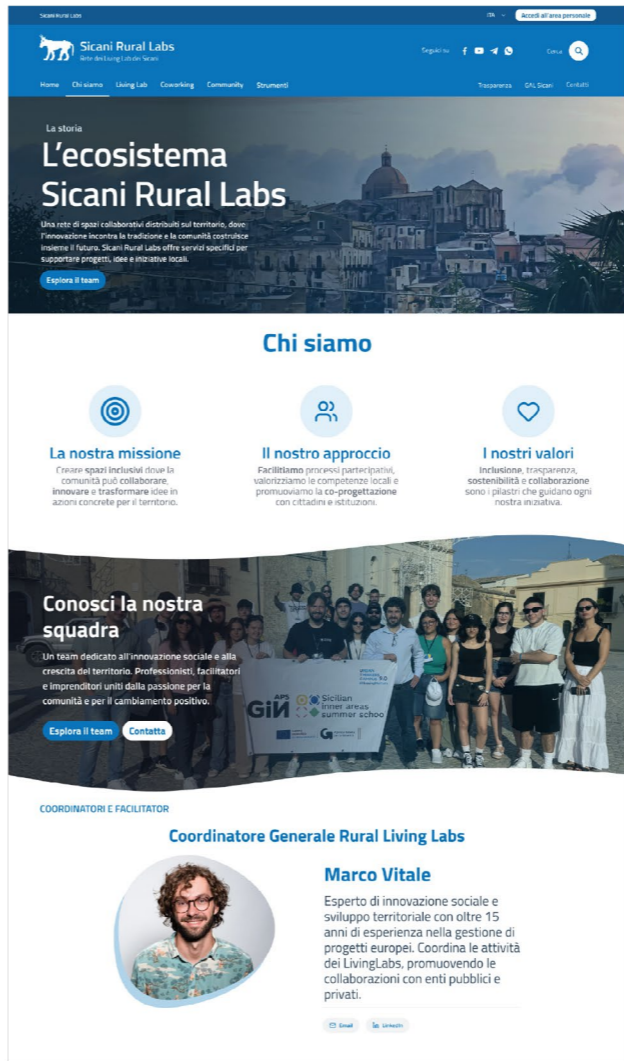 Sicani Rural Labs
ITA
Accedi all'area personale
Sicani Rural Labs
Rete dei Living Lab dei Sicani
Seguici su
Cerca
Home Chi siamo Living Lab Coworking Community Strumenti
Trasparenza GAL Sicani Contatti
La storia
L'ecosistema
Sicani Rural Labs
Una rete di spazi collaborativi distribuiti sul territorio, dove
l'innovazione incontra la tradizione e la comunità costruisce
insieme il futuro. Sicani Rural Labs offre servizi specifici per
supportare progetti, idee e iniziative locali.
Esplora il team
Chi siamo
La nostra missione
Creare spazi inclusivi dove la
comunità può collaborare,
innovare e trasformare idee in
azioni concrete per il territorio.
Il nostro approccio
Facilitiamo processi partecipativi,
valorizziamo le competenze locali e
promuoviamo la co-progettazione
con cittadini e istituzioni.
I nostri valori
Inclusione, trasparenza,
sostenibilità e collaborazione
sono i pilastri che guidano ogni
nostra iniziativa.
Conosci la nostra
squadra
Un team dedicato all'innovazione sociale e alla
crescita del territorio. Professionisti, facilitatori
e imprenditori uniti dalla passione per la
comunità e per il cambiamento positivo.
Esplora il team Contatta
APS
GiN
Sicilian
inner areas
summer school
COORDINATORI E FACILITATOR
Coordinatore Generale Rural Living Labs
Marco Vitale
Esperto di innovazione sociale e
sviluppo territoriale con oltre 15
anni di esperienza nella gestione di
progetti europei. Coordina le attività
dei LivingLabs, promuovendo le
collaborazioni con enti pubblici e
privati.
Email LinkedIn